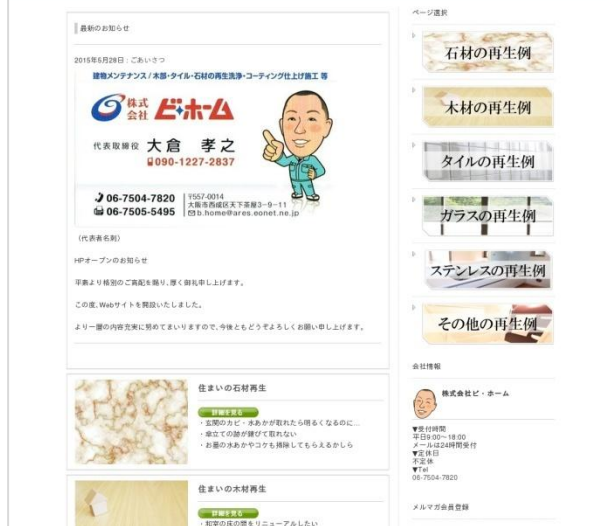 最新のお知らせ
2015年5月28日 : ごあいさつ
建物メンテナンス / 木部・タイル・石材の再生洗浄・コーティング仕上げ施工 等
株式会社 ビ・ホーム
代表取締役 大倉 孝之
090-1227-2837
06-7504-7820
06-7505-5495
〒557-0014
大阪市西成区天下茶屋3-9-11
b.home@ares.eonet.ne.jp
（代表者名刺）
HPオープンのお知らせ
平素より格別のご高配を賜り、厚く御礼申し上げます。
この度、Webサイトを開設いたしました。
より一層の内容充実に努めてまいりますので、今後ともどうぞよろしくお願い申し上げます。
住まいの石材再生
詳細を見る
・玄関のカビ・水あかが取れたら明るくなるのに…
・傘立ての跡が錆びて取れない
・お墓の水あかやコケも掃除してもらえるかしら
住まいの木材再生
詳細を見る
・和室の床の間をリニューアルしたい
ページ選択
石材の再生例
木材の再生例
タイルの再生例
ガラスの再生例
ステンレスの再生例
その他の再生例
会社情報
株式会社ビ・ホーム
▼受付時間
平日9:00～18:00
メールは24時間受付
▼定休日
不定休
▼Tel
06-7504-7820
メルマガ会員登録